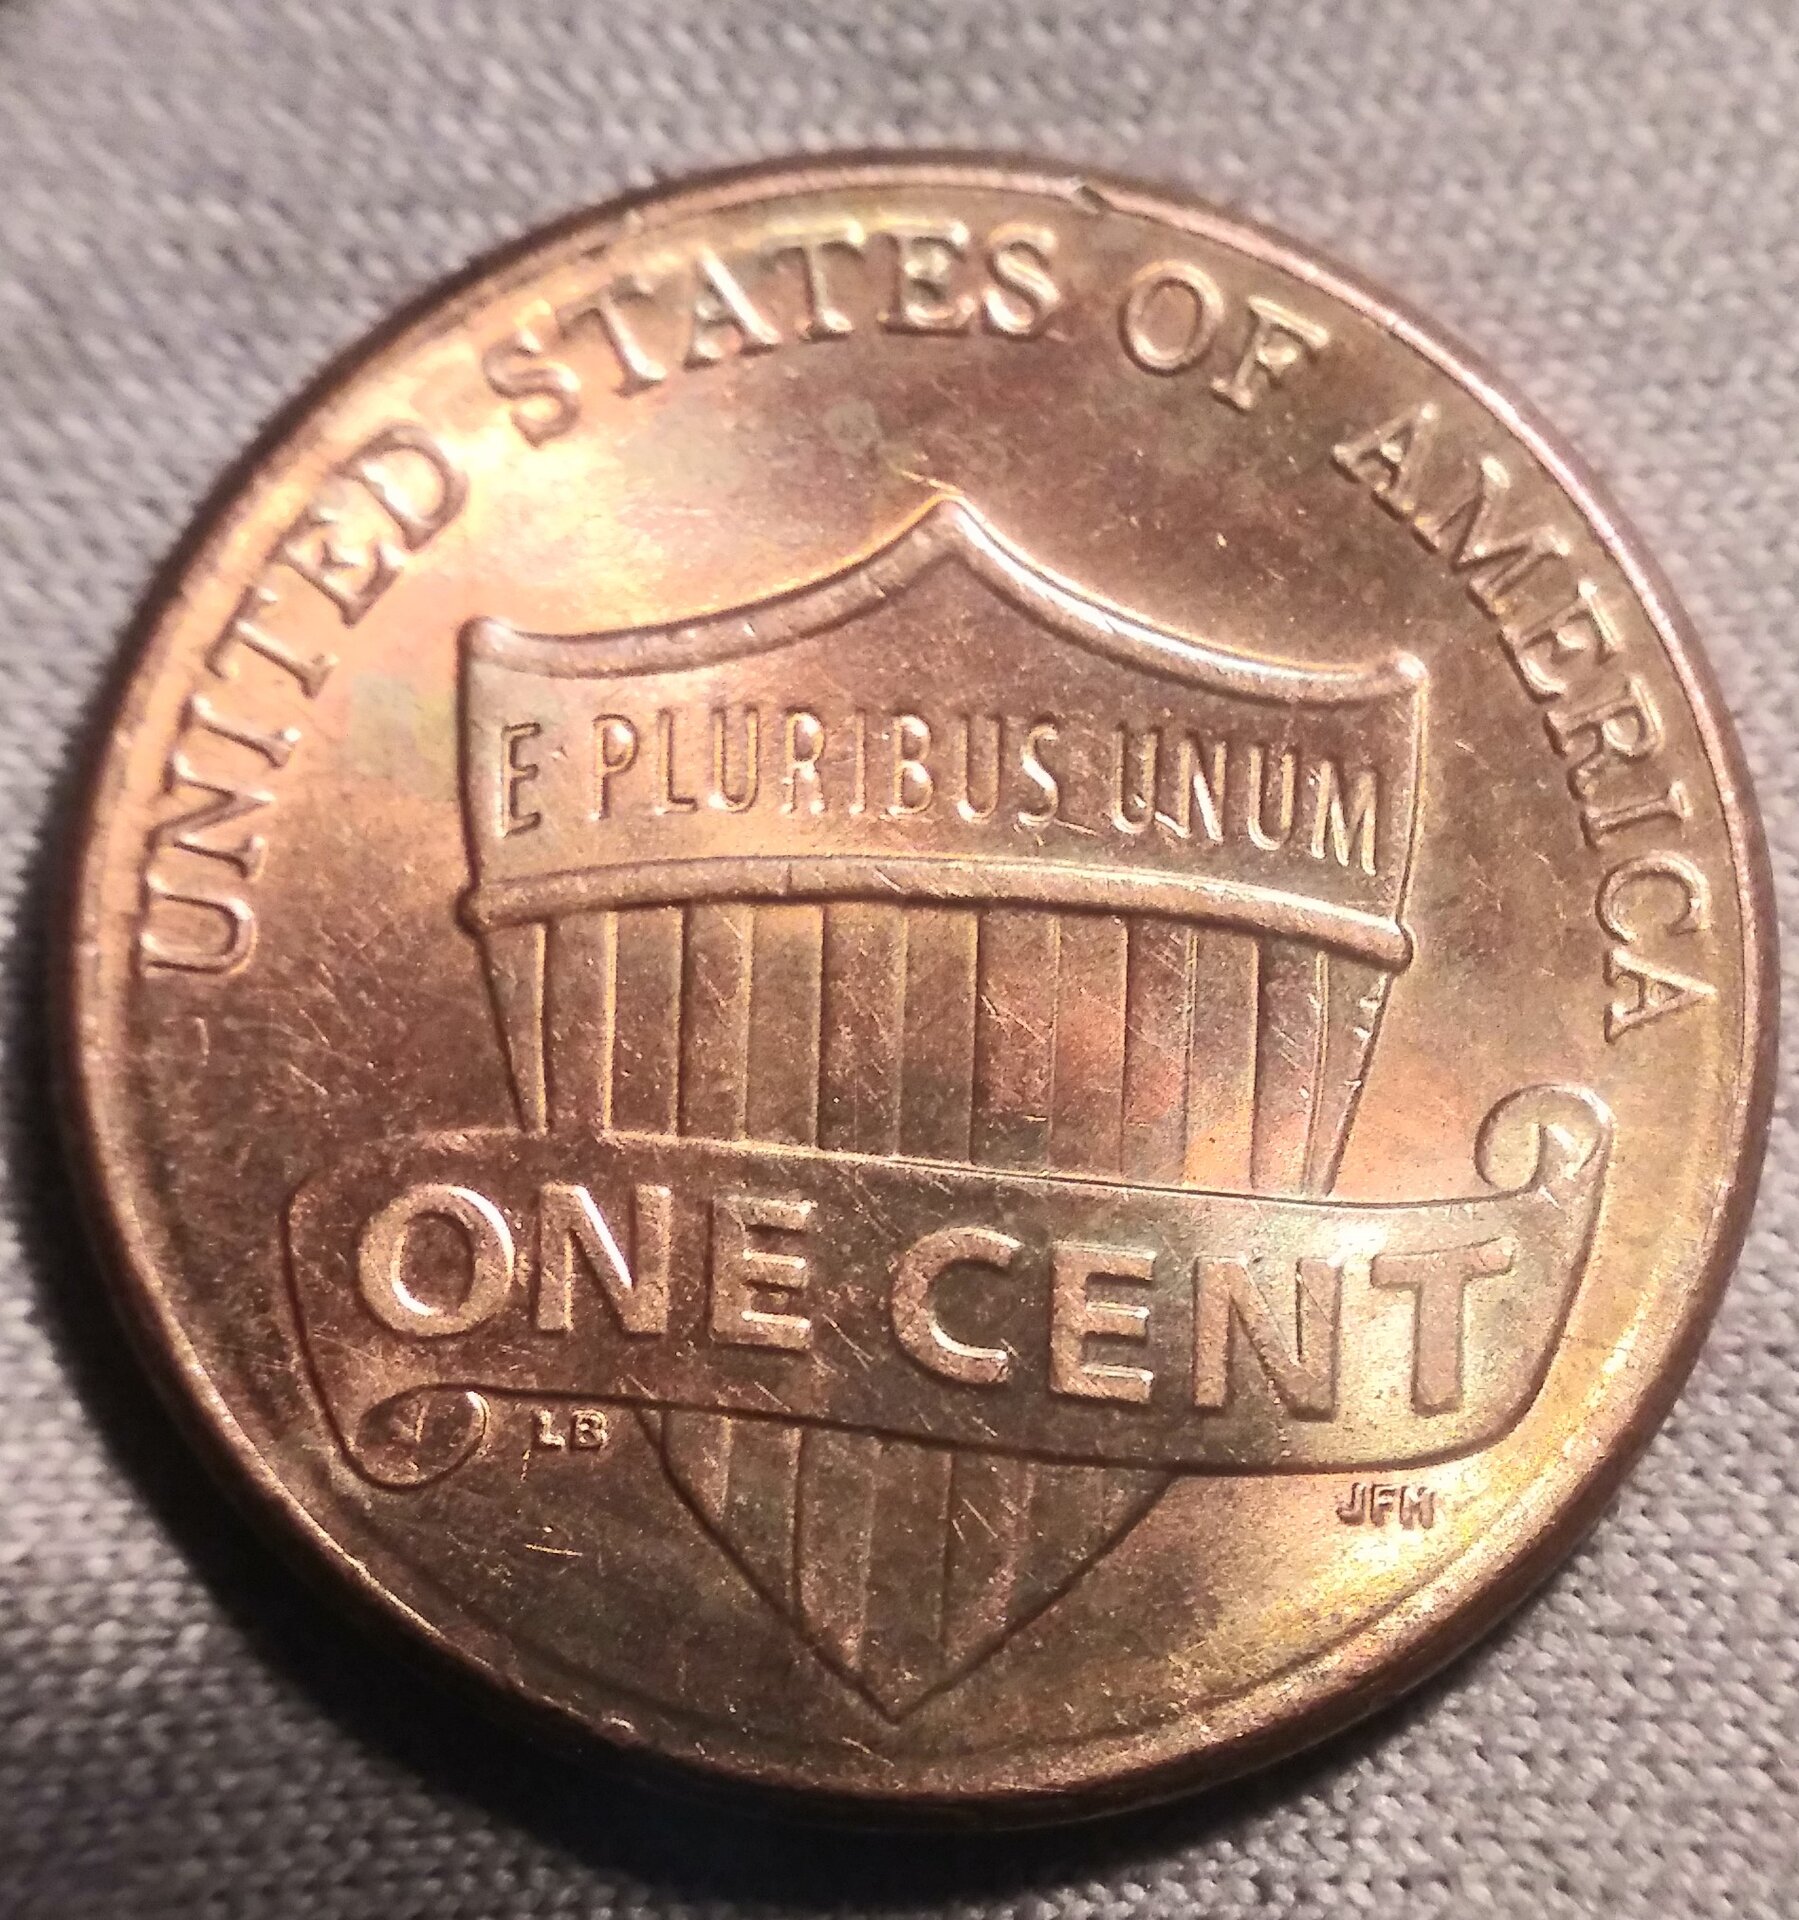 UNITED STATES OF AMERICA
E PLURIBUS UNUM
ONE CENT
LB
JFM